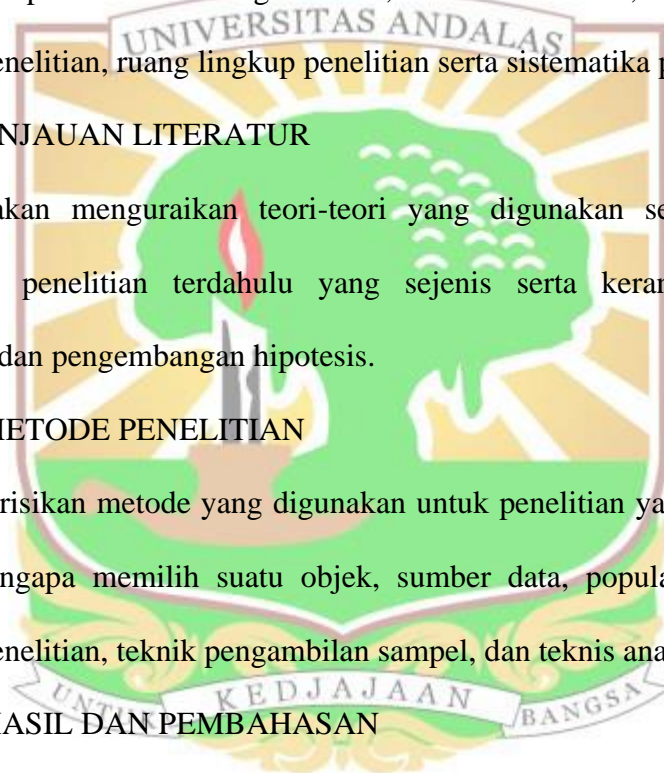 UNIVERSITAS ANDALAS
enelitian, ruang lingkup penelitian serta sistematika p
NJAUAN LITERATUR
akan menguraikan teori-teori yang digunakan se
penelitian terdahulu yang sejenis serta keran
dan pengembangan hipotesis.
METODE PENELITIAN
risikan metode yang digunakan untuk penelitian ya
ngapa memilih suatu objek, sumber data, popula
enelitian, teknik pengambilan sampel, dan teknis ana
UNTUK KEDJAJAAN BANGSA
HASIL DAN PEMBAHASAN